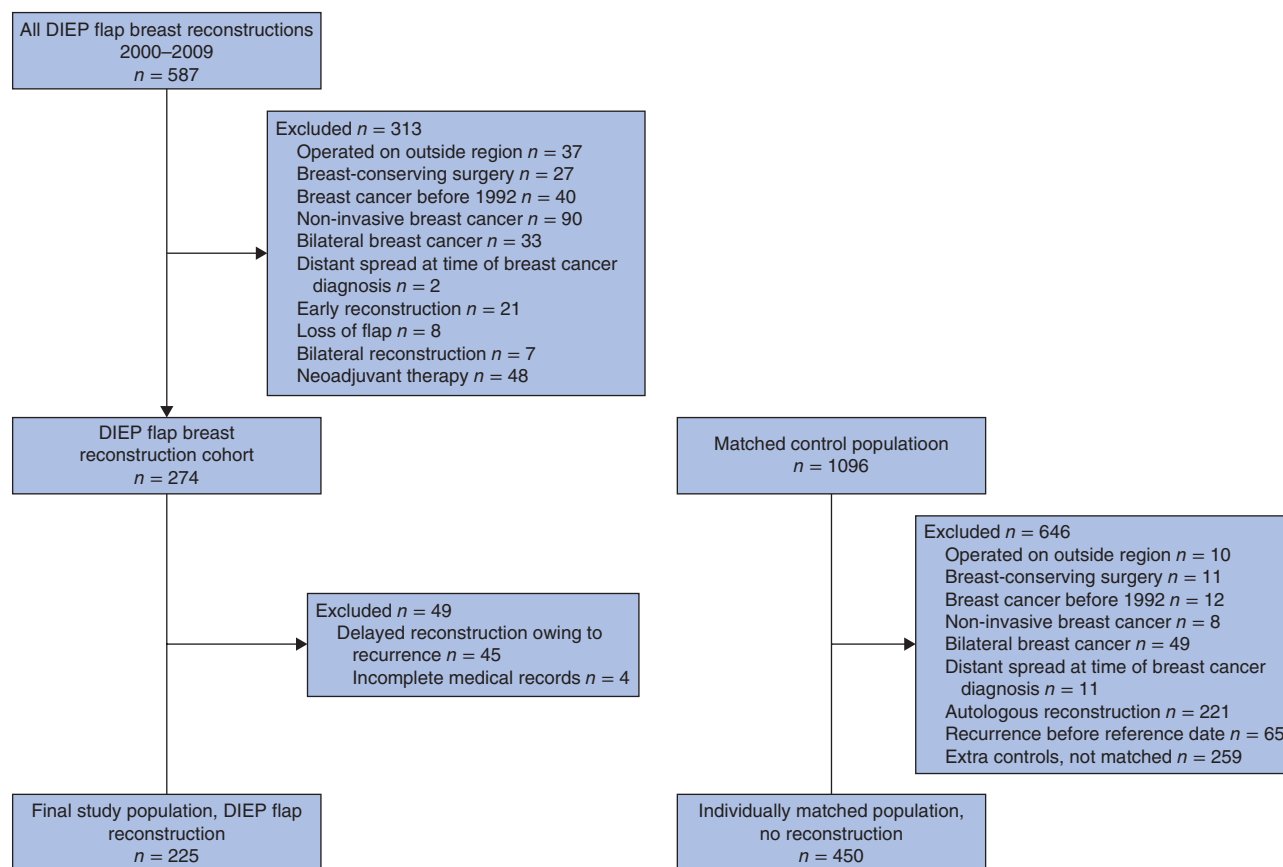 All DIEP flap breast reconstructions
2000–2009
n = 587
Excluded n = 313
Operated on outside region n = 37
Breast-conserving surgery n = 27
Breast cancer before 1992 n = 40
Non-invasive breast cancer n = 90
Bilateral breast cancer n = 33
Distant spread at time of breast cancer
diagnosis n = 2
Early reconstruction n = 21
Loss of flap n = 8
Bilateral reconstruction n = 7
Neoadjuvant therapy n = 48
DIEP flap breast
reconstruction cohort
n = 274
Excluded n = 49
Delayed reconstruction owing to
recurrence n = 45
Incomplete medical records n = 4
Final study population, DIEP flap
reconstruction
n = 225
Matched control populatioon
n = 1096
Excluded n = 646
Operated on outside region n = 10
Breast-conserving surgery n = 11
Breast cancer before 1992 n = 12
Non-invasive breast cancer n = 8
Bilateral breast cancer n = 49
Distant spread at time of breast cancer
diagnosis n = 11
Autologous reconstruction n = 221
Recurrence before reference date n = 65
Extra controls, not matched n = 259
Individually matched population,
no reconstruction
n = 450